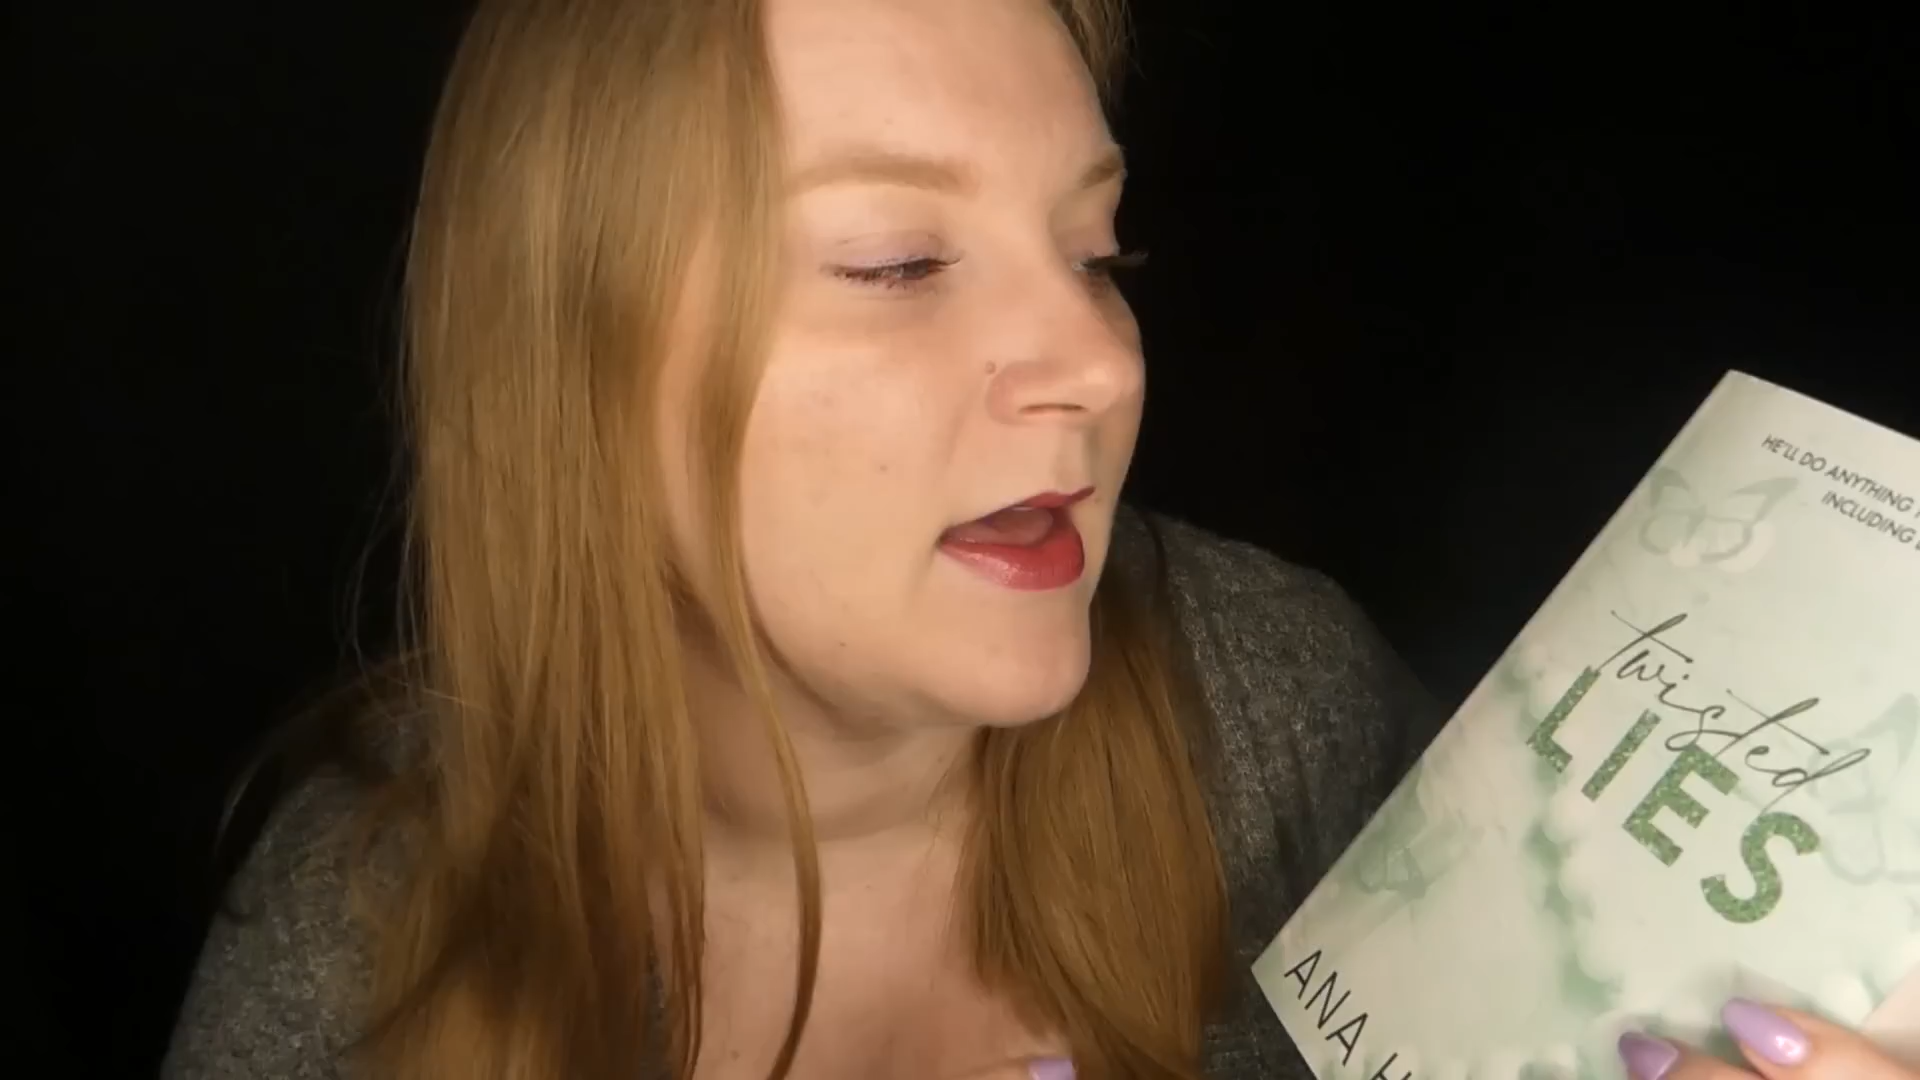 HE'LL DO ANYTHING
INCLUDING
twisted
LIES
ANA